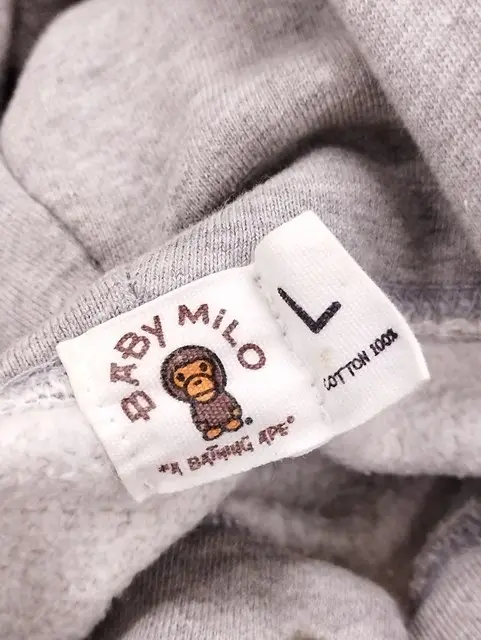 BABY MiLO
"A BATHING APE"
L
COTTON 100%